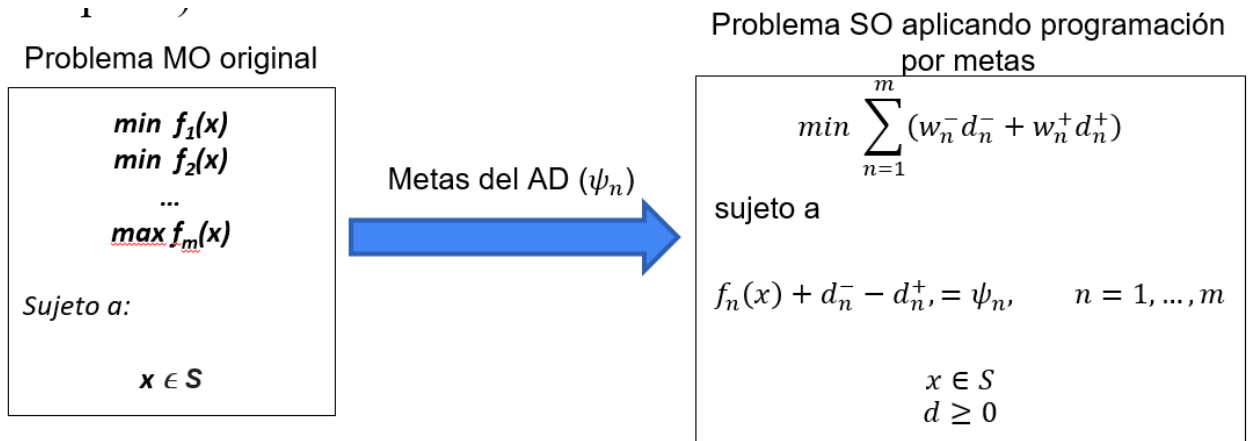 Problema MO original
min f₁(x)
min f₂(x)
...
max fₘ(x)
Sujeto a:
x ϵ S
Metas del AD (ψₙ)
Problema SO aplicando programación
por metas
min ∑_{n=1}^{m} (w_n^- d_n^- + w_n^+ d_n^+)
sujeto a
f_n(x) + d_n^- − d_n^+, = ψ_n, n = 1, … , m
x ∈ S
d ≥ 0